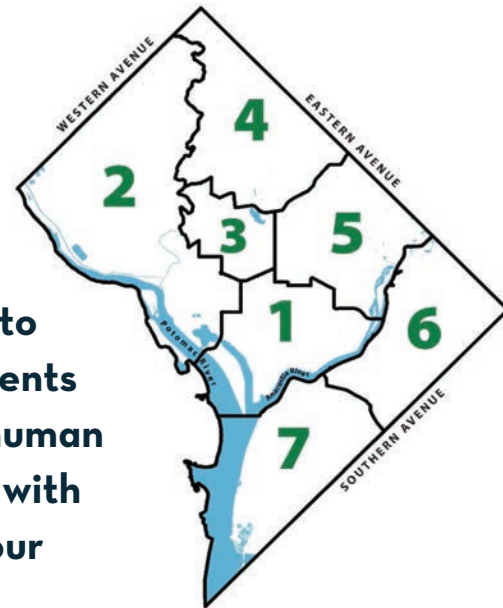 WESTERN AVENUE
EASTERN AVENUE
4
2
3
5
1
6
Potomac River
Anacostia River
7
SOUTHERN AVENUE
to
ents
human
with
our